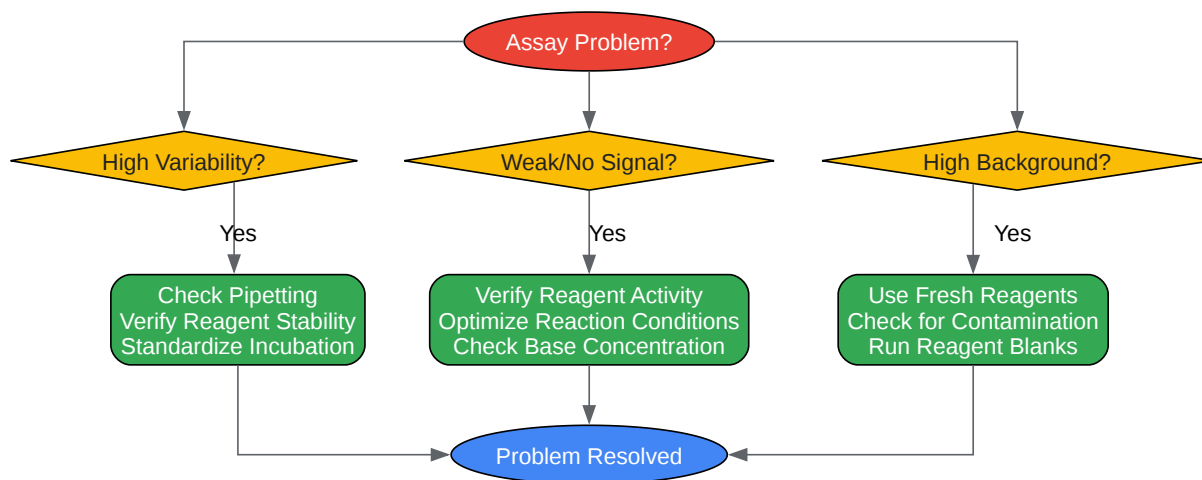 Assay Problem?
High Variability?
Weak/No Signal?
High Background?
Yes
Yes
Yes
Check Pipetting
Verify Reagent Stability
Standardize Incubation
Verify Reagent Activity
Optimize Reaction Conditions
Check Base Concentration
Use Fresh Reagents
Check for Contamination
Run Reagent Blanks
Problem Resolved